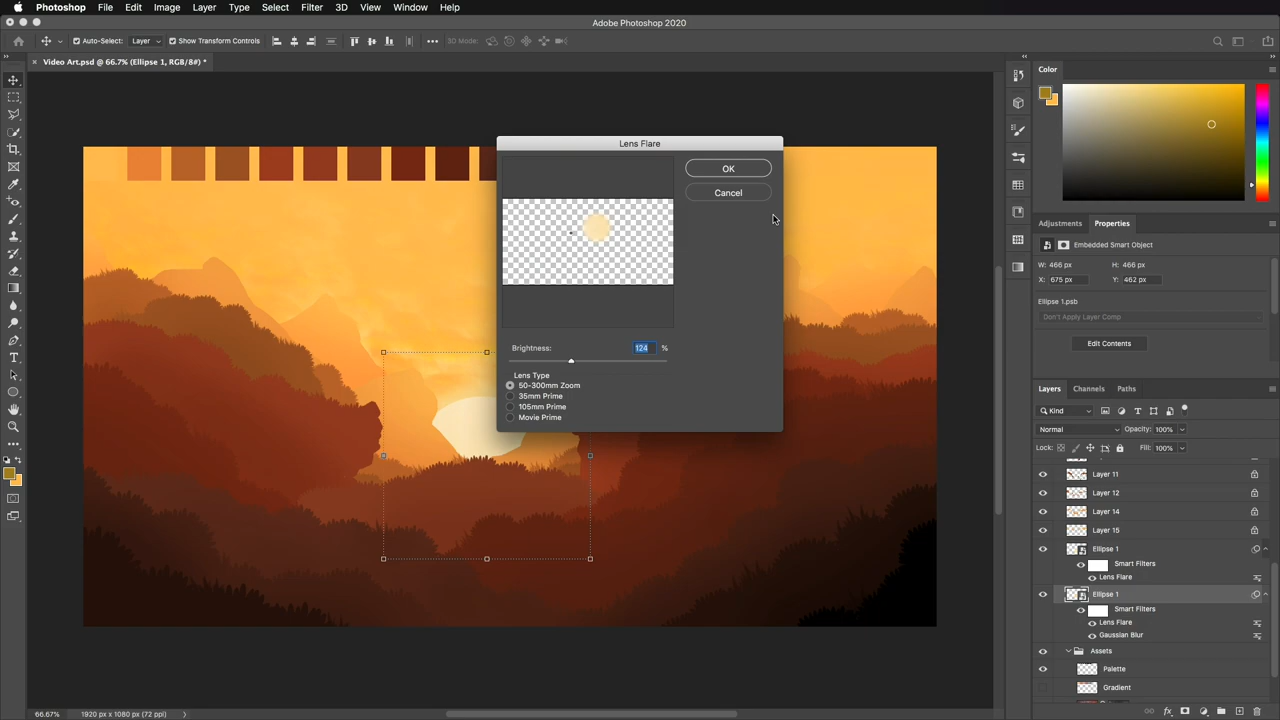 Photoshop File Edit Image Layer Type Select Filter 3D View Window Help
Adobe Photoshop 2020
Auto-Select: Layer Show Transform Controls 3D Mode:
× Video Art.psd @ 66.7% (Ellipse 1, RGB/8#) *
Lens Flare
OK
Cancel
Brightness: 124 %
Lens Type
50-300mm Zoom
35mm Prime
105mm Prime
Movie Prime
Color
Adjustments Properties
Embedded Smart Object
W: 466 px H: 466 px
X: 675 px Y: 462 px
Ellipse 1.psb
Don't Apply Layer Comp
Edit Contents
Layers Channels Paths
Kind
Normal Opacity: 100%
Lock: Fill: 100%
Layer 11
Layer 12
Layer 14
Layer 15
Ellipse 1
Smart Filters
Lens Flare
Ellipse 1
Smart Filters
Lens Flare
Gaussian Blur
Assets
Palette
Gradient
66.67% 1920 px x 1080 px (72 ppi)